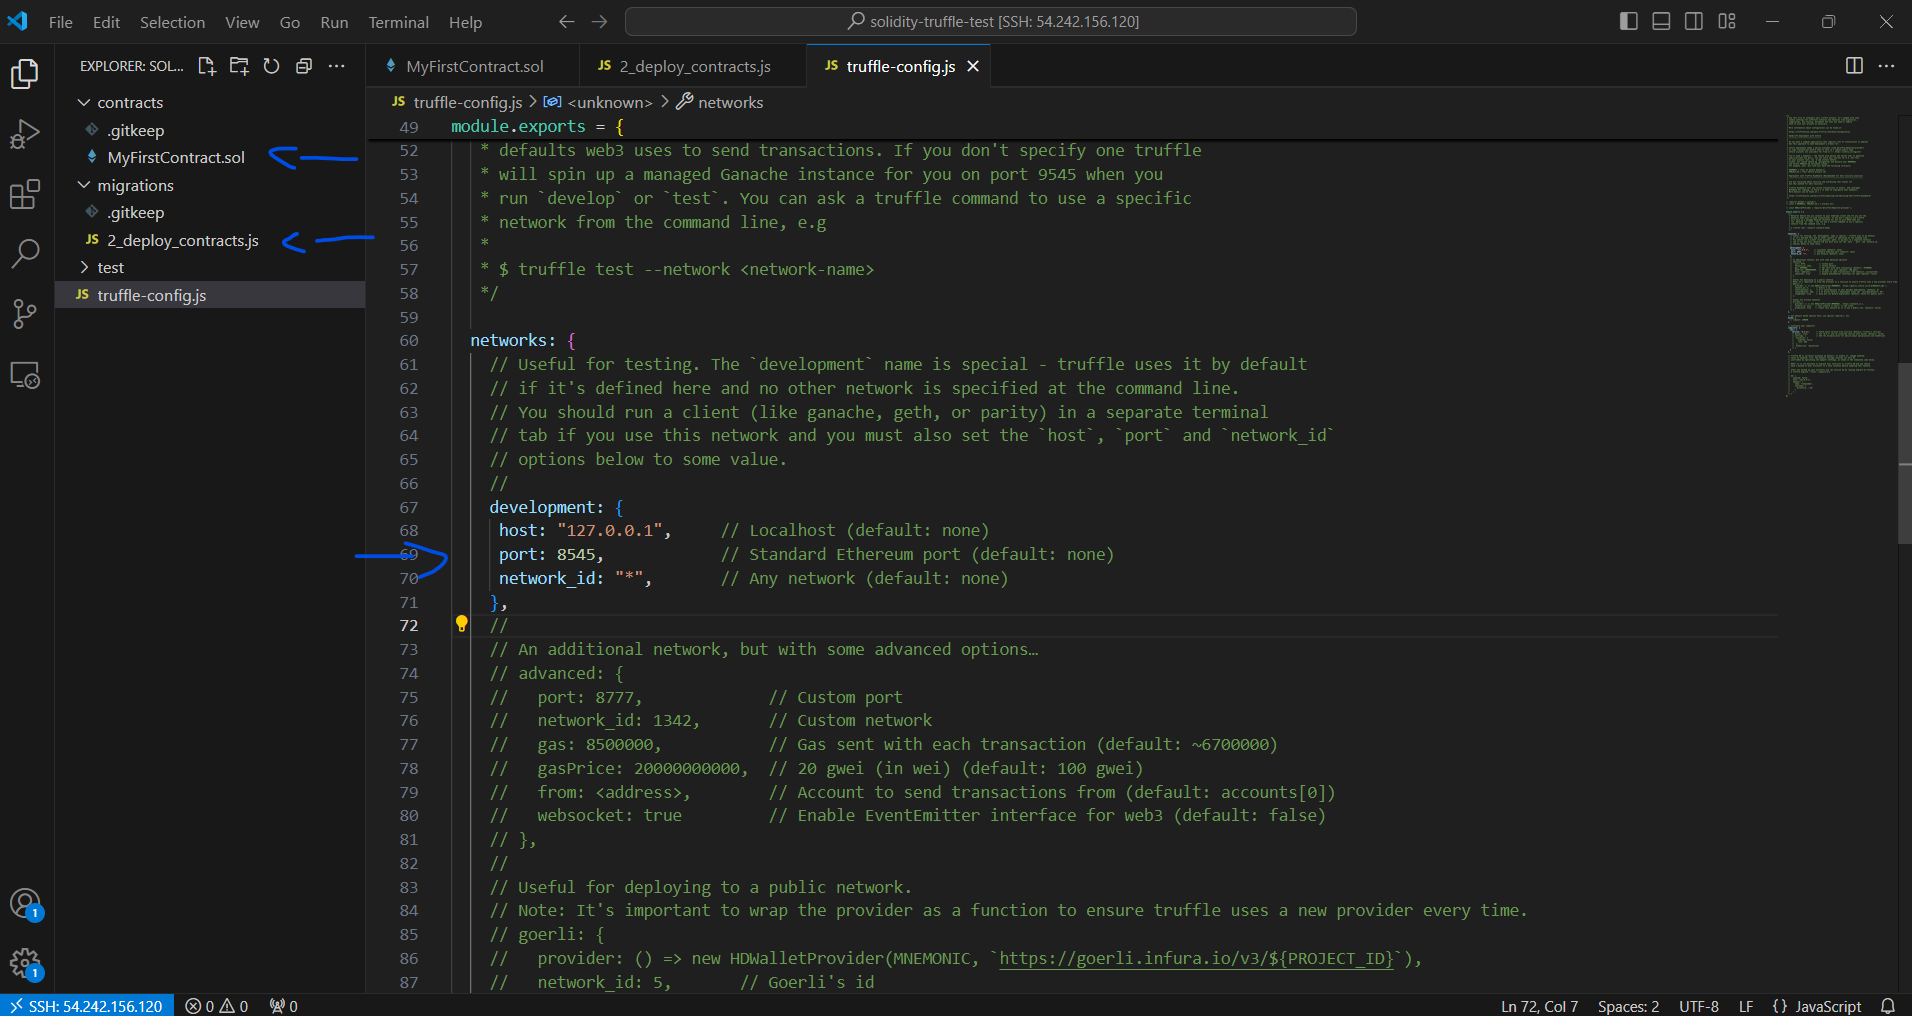 File Edit Selection View Go Run Terminal Help
solidity-truffle-test [SSH: 54.242.156.120]
EXPLORER: SOL...
contracts
.gitkeep
MyFirstContract.sol
migrations
.gitkeep
JS 2_deploy_contracts.js
test
JS truffle-config.js
MyFirstContract.sol
JS 2_deploy_contracts.js
JS truffle-config.js
JS truffle-config.js > <unknown> > networks
49 module.exports = {
52 * defaults web3 uses to send transactions. If you don't specify one truffle
53 * will spin up a managed Ganache instance for you on port 9545 when you
54 * run `develop` or `test`. You can ask a truffle command to use a specific
55 * network from the command line, e.g
56 *
57 * $ truffle test --network <network-name>
58 */
59
60 networks: {
61 // Useful for testing. The `development` name is special - truffle uses it by default
62 // if it's defined here and no other network is specified at the command line.
63 // You should run a client (like ganache, geth, or parity) in a separate terminal
64 // tab if you use this network and you must also set the `host`, `port` and `network_id`
65 // options below to some value.
66 //
67 development: {
68 host: "127.0.0.1", // Localhost (default: none)
69 port: 8545, // Standard Ethereum port (default: none)
70 network_id: "*", // Any network (default: none)
71 },
72 //
73 // An additional network, but with some advanced options…
74 // advanced: {
75 // port: 8777, // Custom port
76 // network_id: 1342, // Custom network
77 // gas: 8500000, // Gas sent with each transaction (default: ~6700000)
78 // gasPrice: 20000000000, // 20 gwei (in wei) (default: 100 gwei)
79 // from: <address>, // Account to send transactions from (default: accounts[0])
80 // websocket: true // Enable EventEmitter interface for web3 (default: false)
81 // },
82 //
83 // Useful for deploying to a public network.
84 // Note: It's important to wrap the provider as a function to ensure truffle uses a new provider every time.
85 // goerli: {
86 // provider: () => new HDWalletProvider(MNEMONIC, `https://goerli.infura.io/v3/${PROJECT_ID}`),
87 // network_id: 5, // Goerli's id
1
1
SSH: 54.242.156.120 0 0 0 Ln 72, Col 7 Spaces: 2 UTF-8 LF {} JavaScript